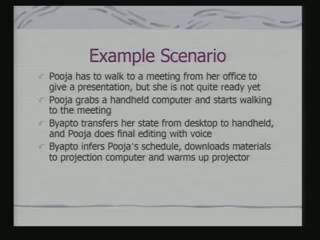 Example Scenario
Pooja has to walk to a meeting from her office to
give a presentation, but she is not quite ready yet
Pooja grabs a handheld computer and starts walking
to the meeting
Byapto transfers her state from desktop to handheld,
and Pooja does final editing with voice
Byapto infers Pooja's schedule, downloads materials
to projection computer and warms up projector